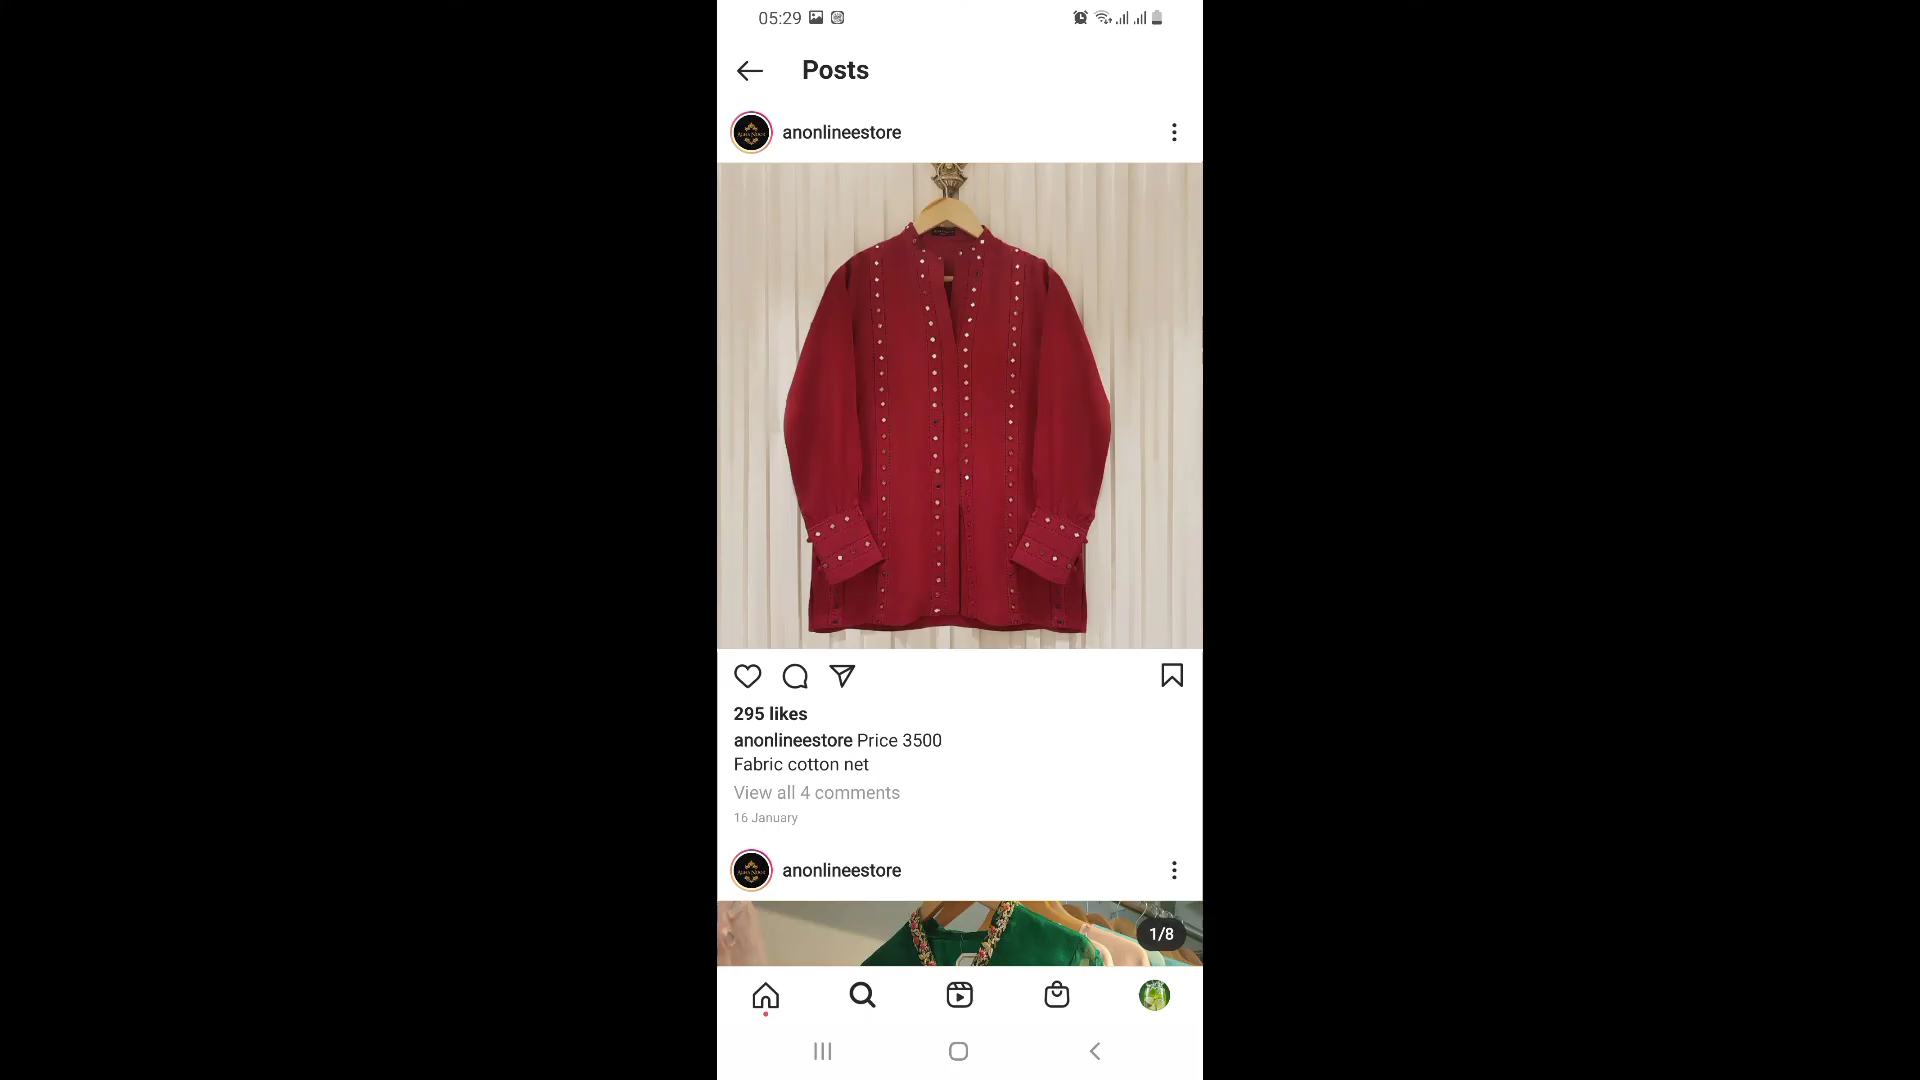 05:29
Posts
anonlineestore
295 likes
anonlineestore Price 3500
Fabric cotton net
View all 4 comments
16 January
anonlineestore
1/8